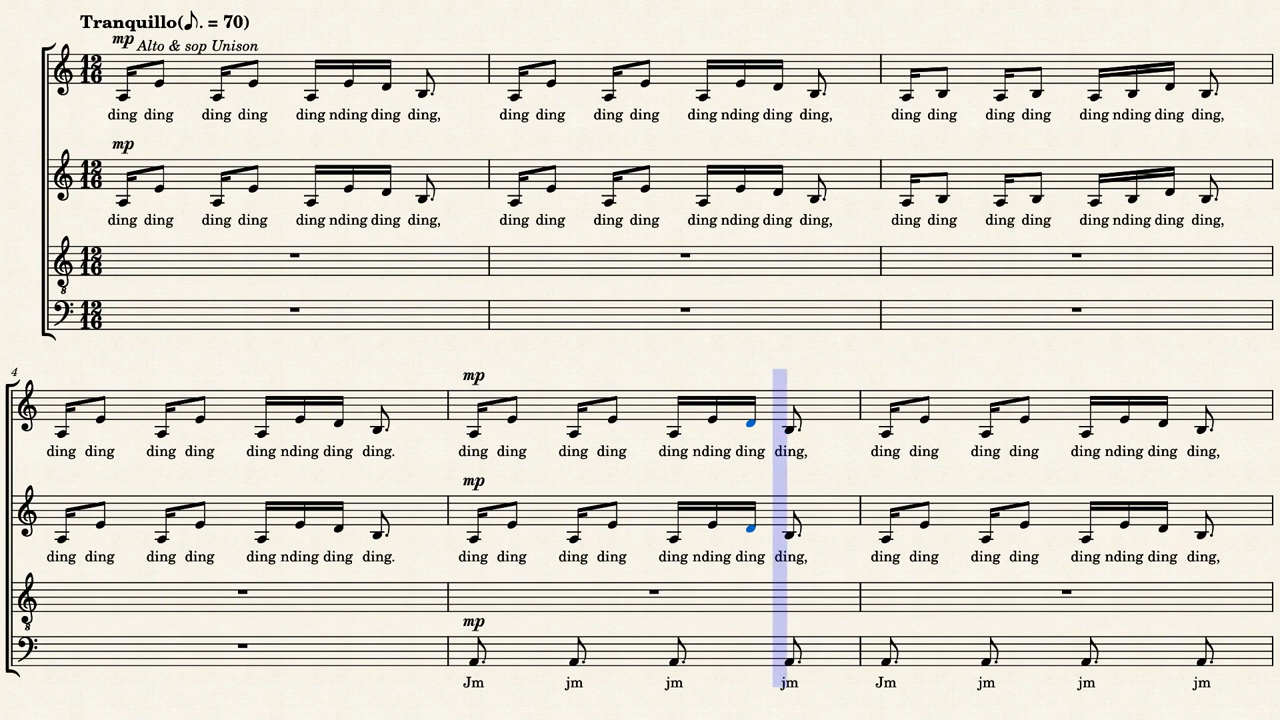 Tranquillo(♪. = 70)
mp Alto & sop Unison
12 16
ding ding ding ding ding nding ding ding, ding ding ding ding ding nding ding ding, ding ding ding ding ding nding ding ding,
mp
12 16
ding ding ding ding ding nding ding ding, ding ding ding ding ding nding ding ding, ding ding ding ding ding nding ding ding,
12 16
8
12 16
4
mp
ding ding ding ding ding nding ding ding. ding ding ding ding ding nding ding ding, ding ding ding ding ding nding ding ding,
mp
ding ding ding ding ding nding ding ding. ding ding ding ding ding nding ding ding, ding ding ding ding ding nding ding ding,
8
mp
Jm jm jm jm Jm jm jm jm